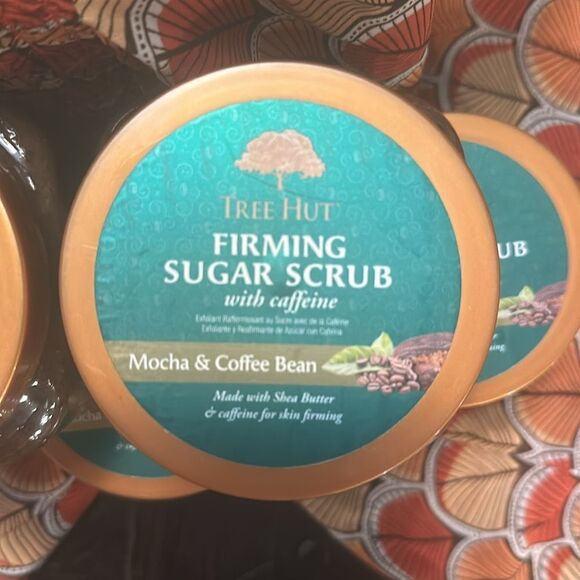 TREE HUT
FIRMING
SUGAR SCRUB
with caffeine
Exfoliant Raffermissant au Sucre avec de la Caféine
Exfoliante y Reafirmante de Azúcar con Cafeína
Mocha & Coffee Bean
Made with Shea Butter
& caffeine for skin firming
UB
ing